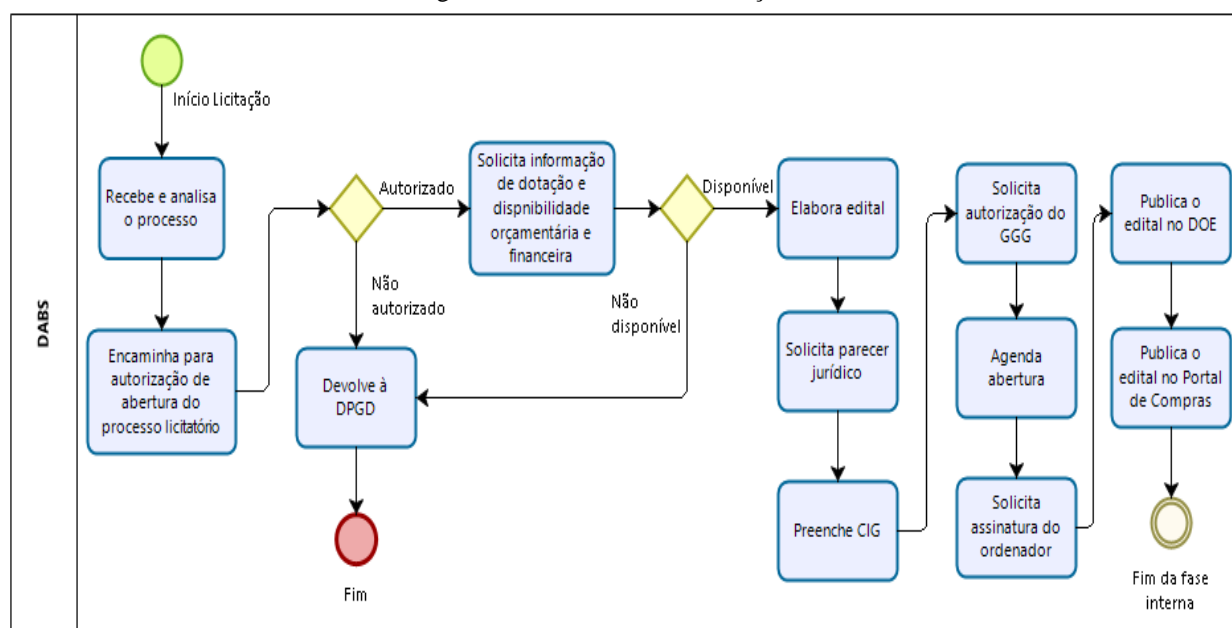 DABS
Início Licitação
Recebe e analisa
o processo
Encaminha para
autorização de
abertura do
processo licitatório
Autorizado
Não
autorizado
Devolve à
DPGD
Fim
Solicita informação
de dotação e
dispnibilidade
orçamentária e
financeira
Disponível
Não
disponível
Elabora edital
Solicita parecer
jurídico
Preenche CIG
Solicita
autorização do
GGG
Agenda
abertura
Solicita
assinatura do
ordenador
Publica o
edital no DOE
Publica o
edital no Portal
de Compras
Fim da fase
interna